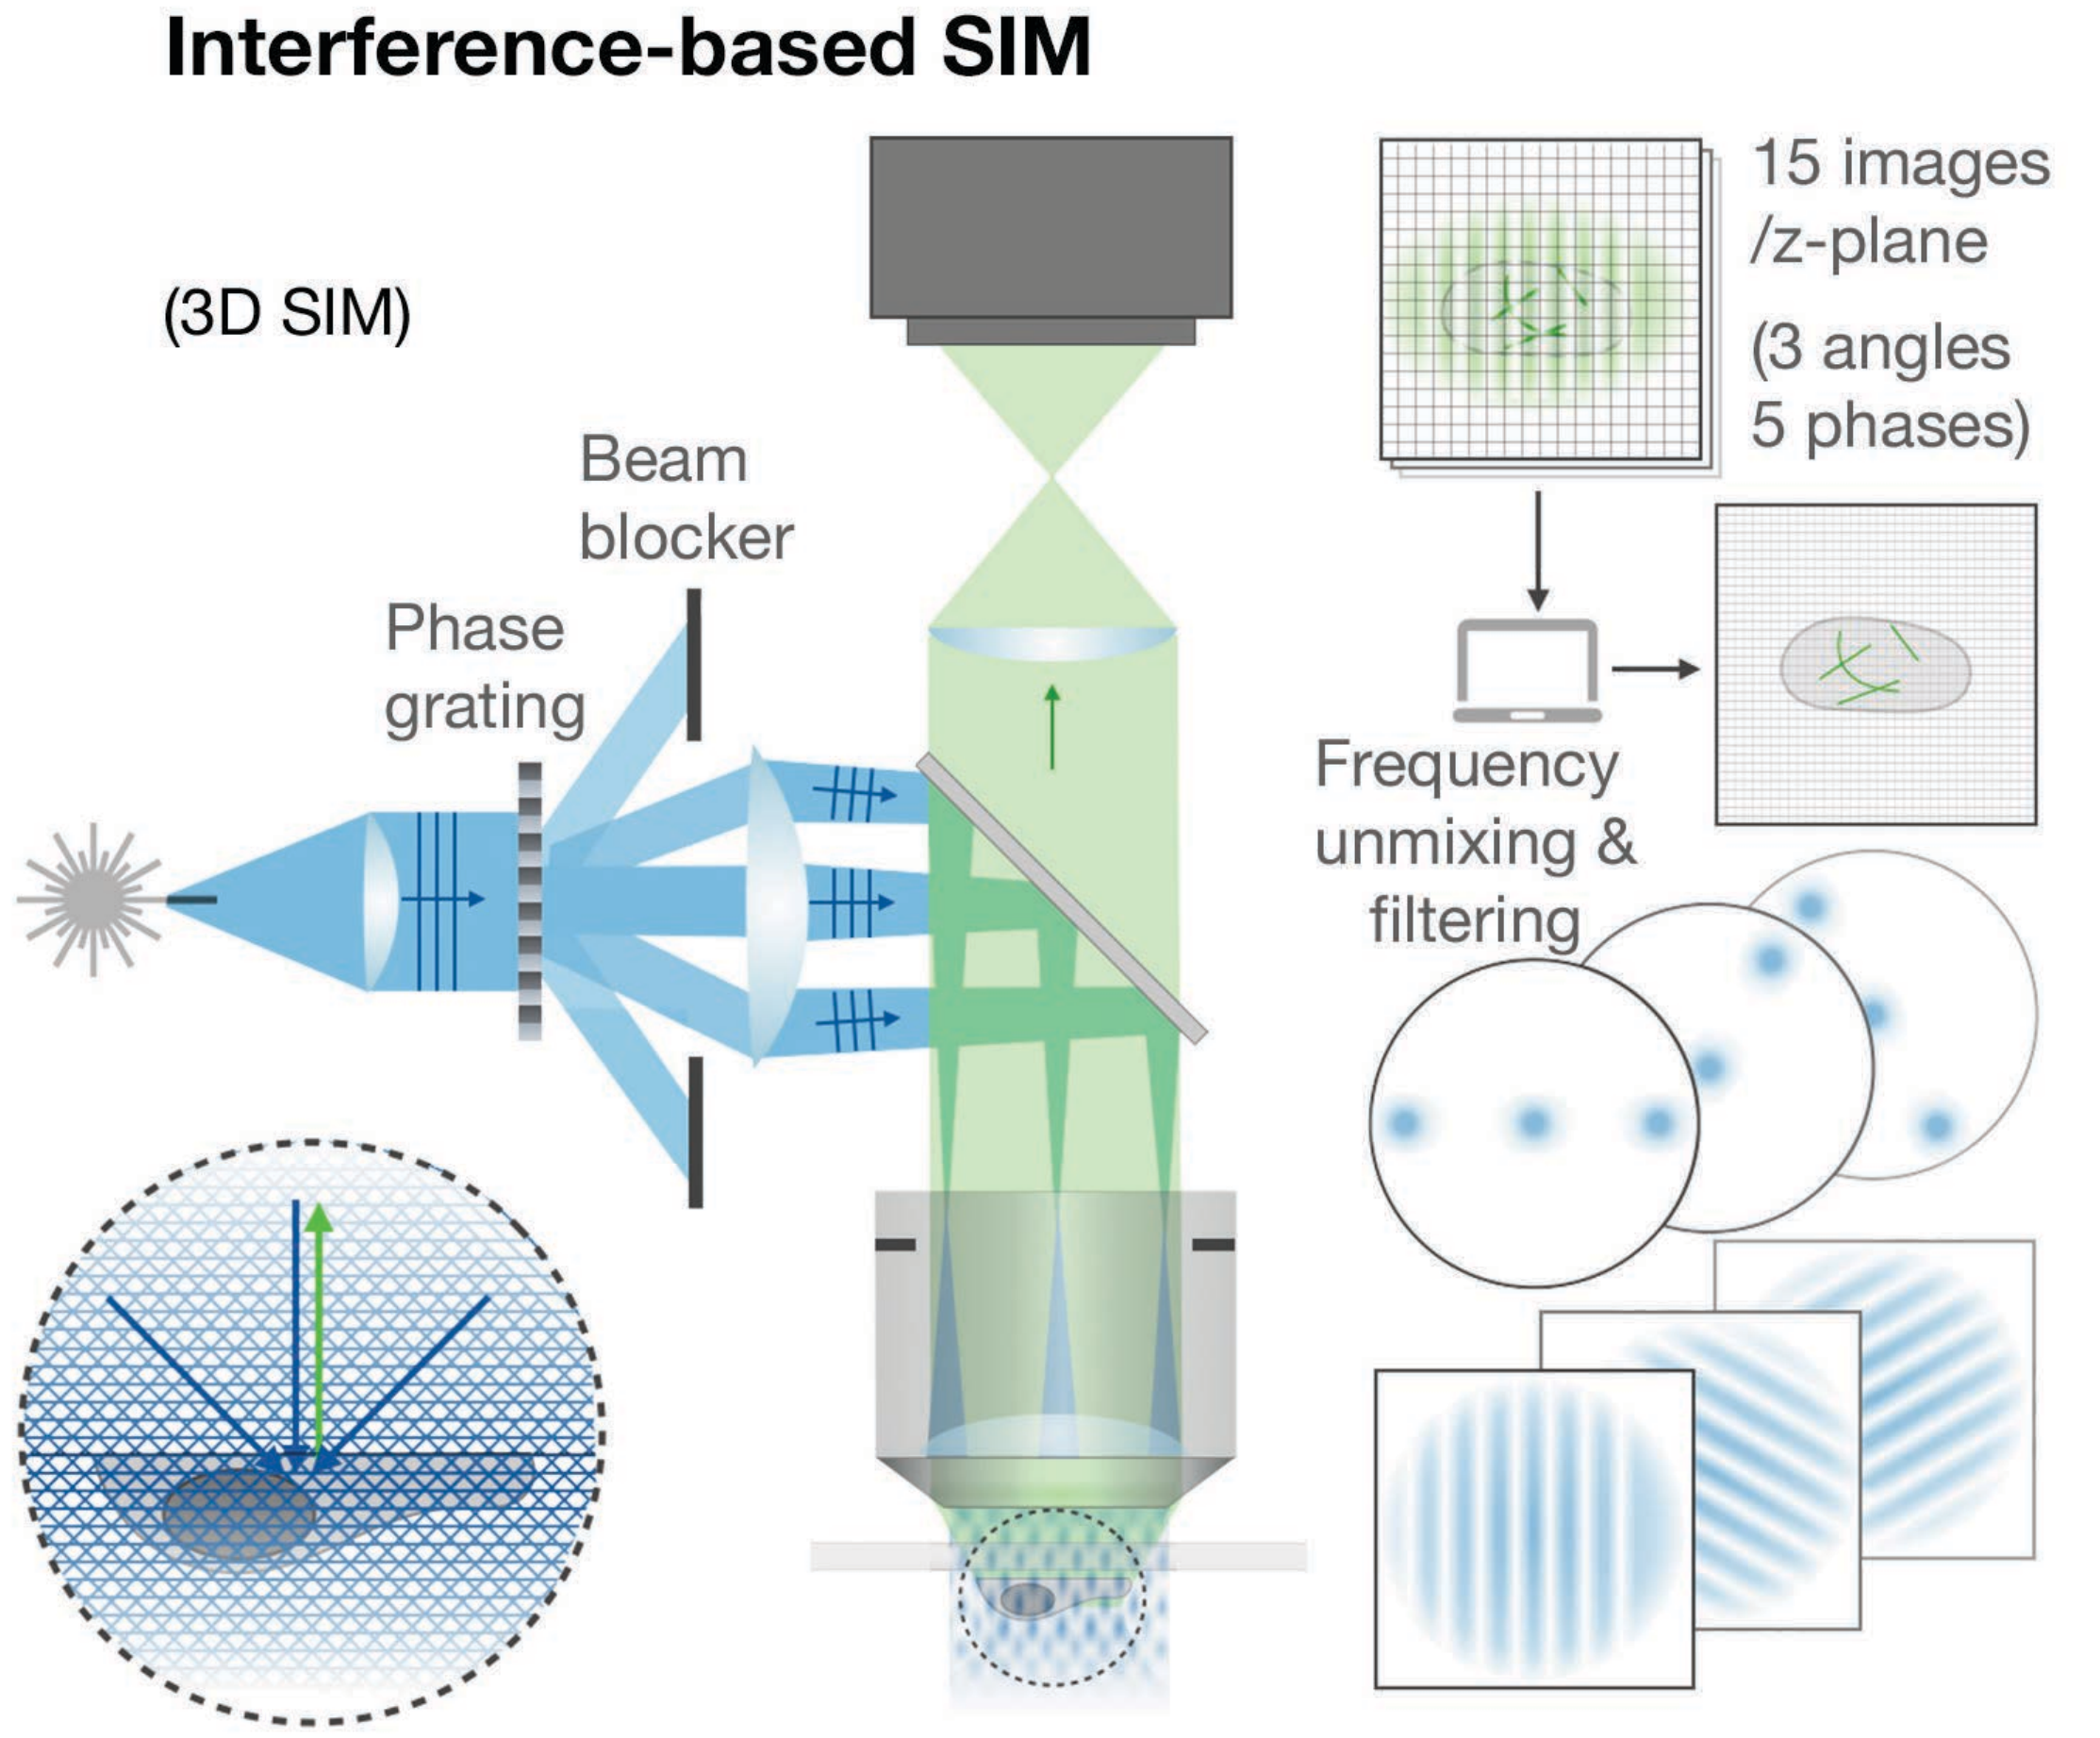 Interference-based SIM
(3D SIM)
Beam
blocker
Phase
grating
15 images
/z-plane
(3 angles
5 phases)
Frequency
unmixing &
filtering